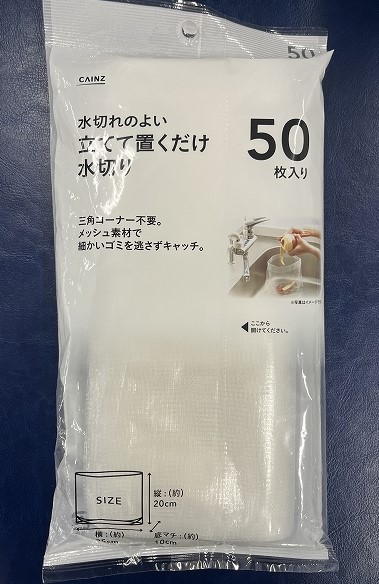 50
CAINZ
水切れのよい
立てて置くだけ
水切り
50
枚入り
三角コーナー不要。
メッシュ素材で
細かいゴミを逃さずキャッチ。
※写真はイメージです
ここから
開けてください。
SIZE
縦：(約)
20cm
横：(約)
底マチ：(約)
10cm